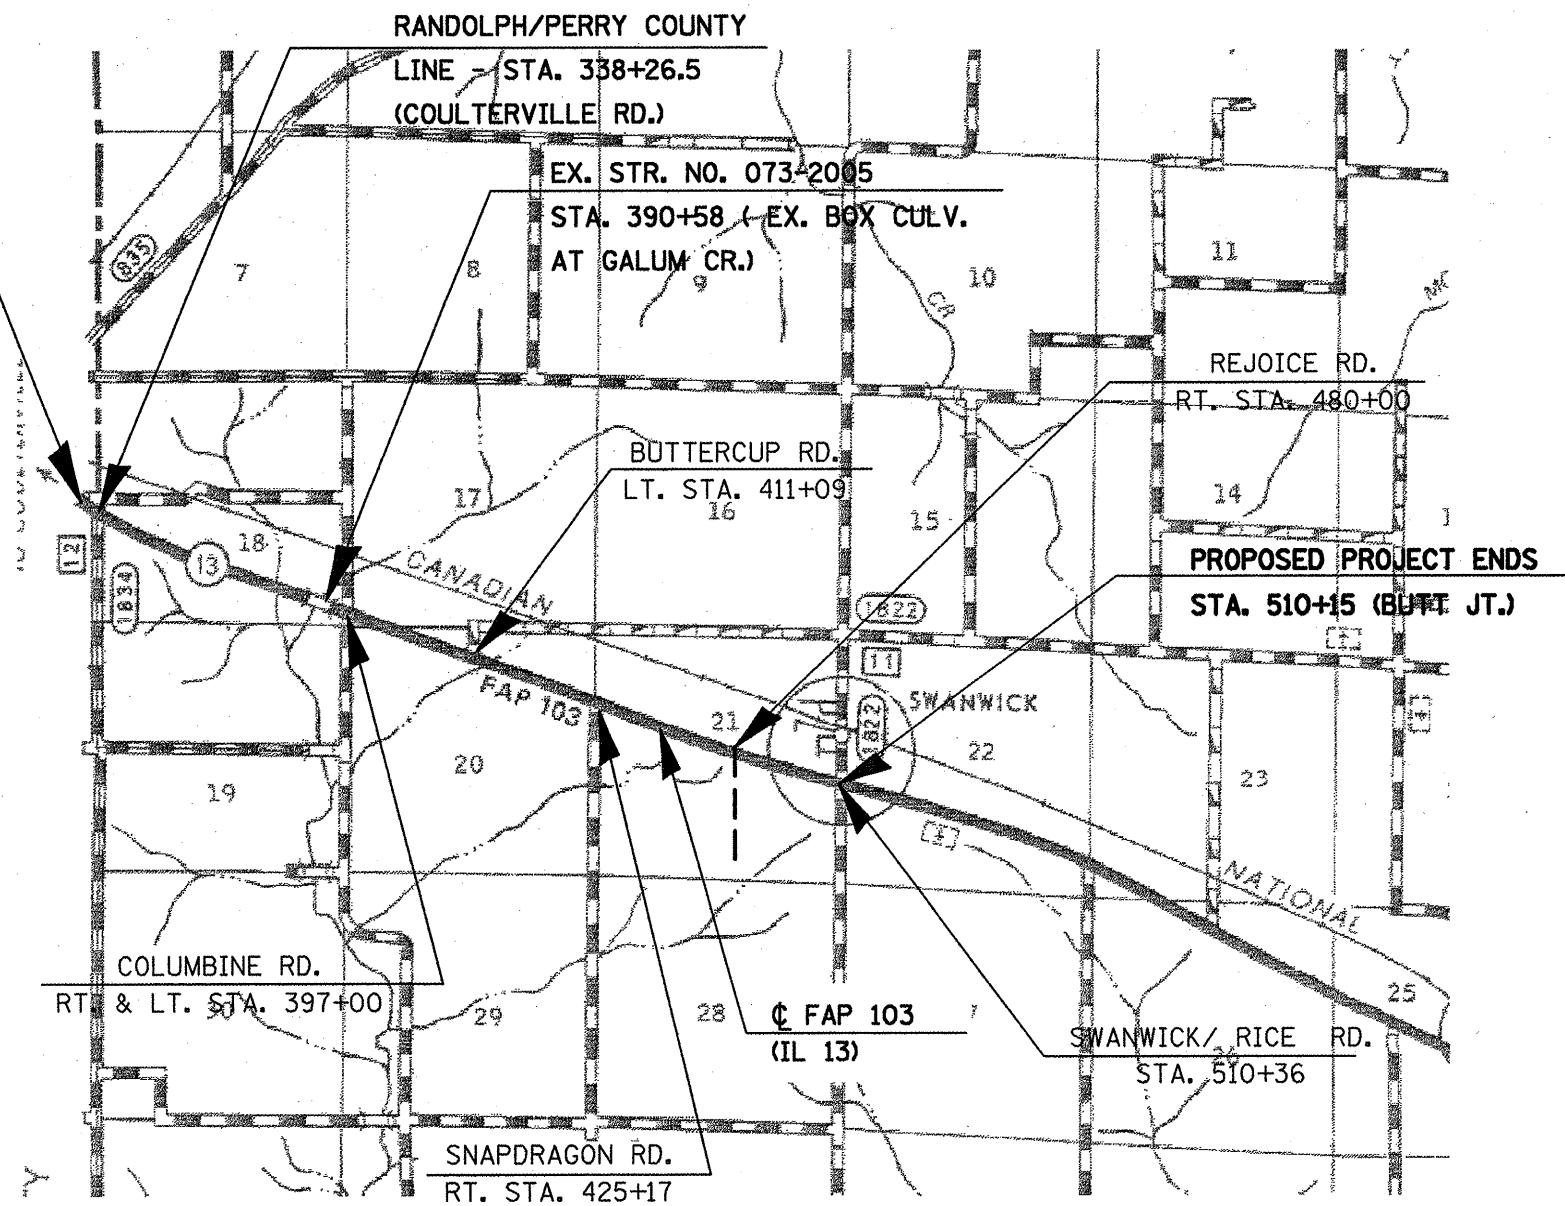 RANDOLPH/PERRY COUNTY
LINE - STA. 338+26.5
(COULTERVILLE RD.)
EX. STR. NO. 073-2005
STA. 390+58 ( EX. BOX CULV.
AT GALUM CR.)
835
7
8
9
10
11
CR
REJOICE RD.
RT. STA. 480+00
BUTTERCUP RD.
LT. STA. 411+09
17
16
15
14
18
13
12
1834
CANADIAN
PROPOSED PROJECT ENDS
STA. 510+15 (BUTT JT.)
1822
11
FAP 103
21
1822
SWANWICK
22
20
19
23
NATIONAL
COLUMBINE RD.
RT. & LT. STA. 397+00
30
29
28
₵ FAP 103
(IL 13)
25
SWANWICK/ RICE RD.
STA. 510+36
26
SNAPDRAGON RD.
RT. STA. 425+17